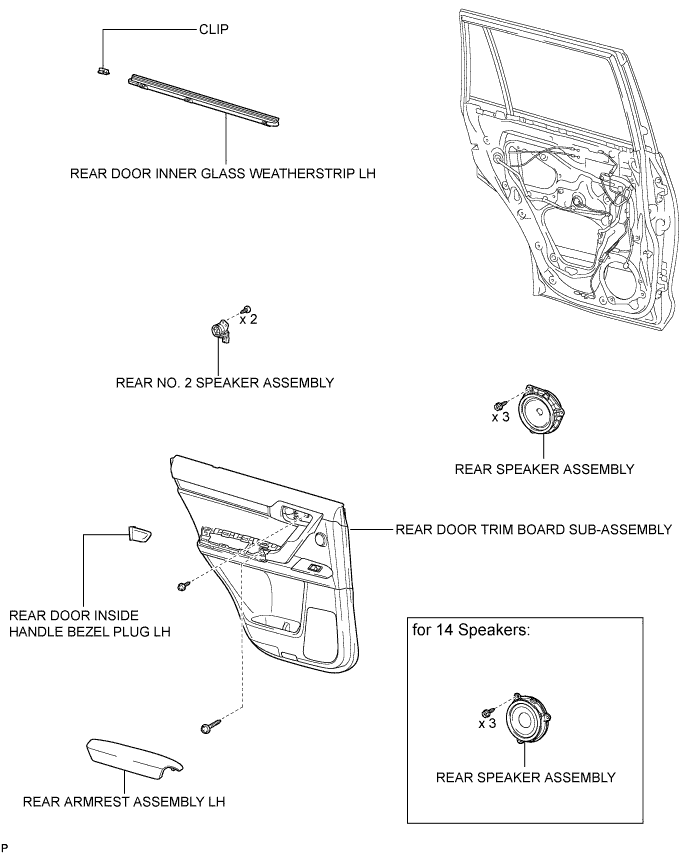 CLIP
REAR DOOR INNER GLASS WEATHERSTRIP LH
x 2
REAR NO. 2 SPEAKER ASSEMBLY
x 3
REAR SPEAKER ASSEMBLY
REAR DOOR TRIM BOARD SUB-ASSEMBLY
REAR DOOR INSIDE
HANDLE BEZEL PLUG LH
for 14 Speakers:
x 3
REAR SPEAKER ASSEMBLY
REAR ARMREST ASSEMBLY LH
P